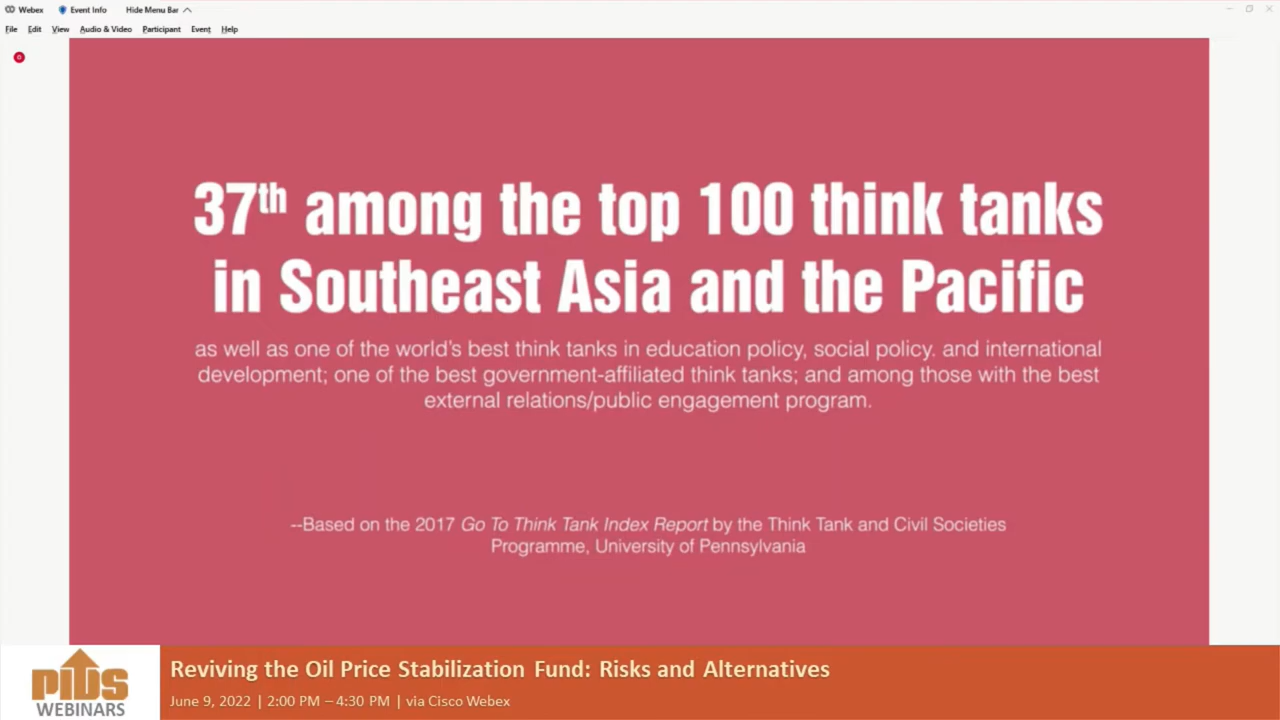 Webex Event Info Hide Menu Bar
File Edit View Audio & Video Participant Event Help
37th among the top 100 think tanks
in Southeast Asia and the Pacific
as well as one of the world's best think tanks in education policy, social policy. and international
development; one of the best government-affiliated think tanks; and among those with the best
external relations/public engagement program.
--Based on the 2017 Go To Think Tank Index Report by the Think Tank and Civil Societies
Programme, University of Pennsylvania
pids
WEBINARS
Reviving the Oil Price Stabilization Fund: Risks and Alternatives
June 9, 2022 | 2:00 PM – 4:30 PM | via Cisco Webex